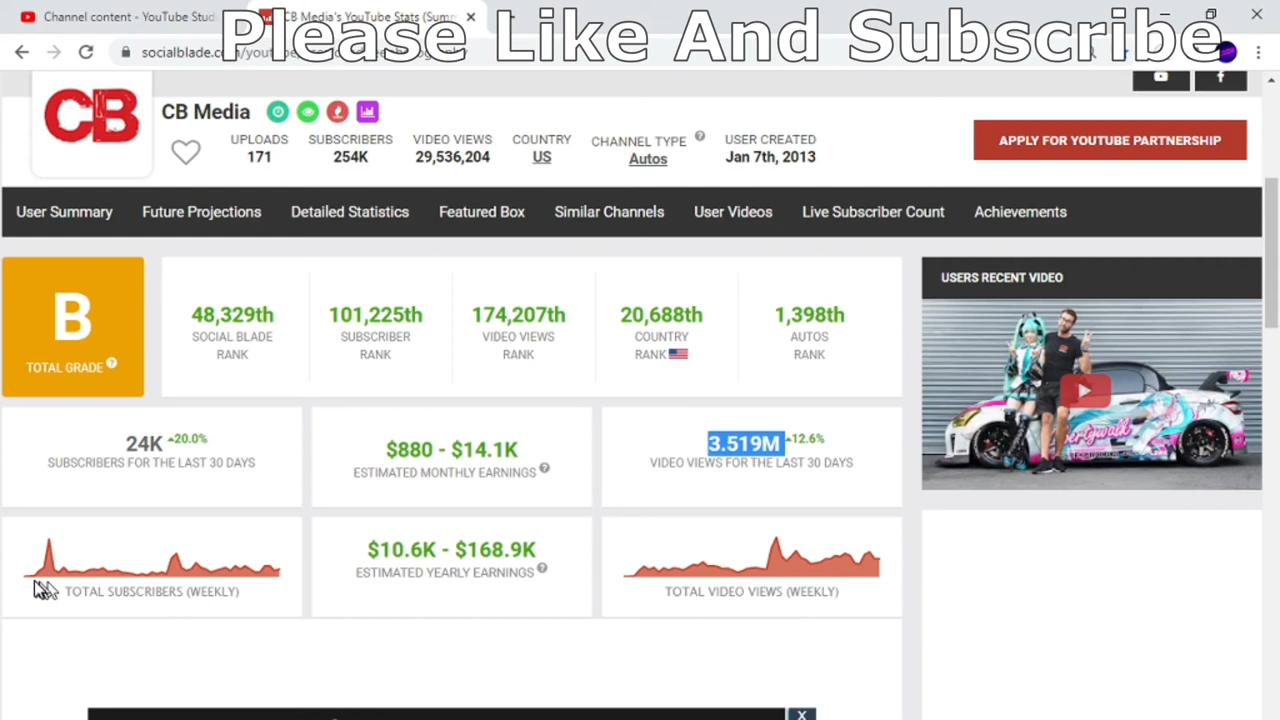 Please Like And Subscribe
Channel content - YouTube Stud
CB Media's YouTube Stats (Sum
CB
CB Media
UPLOADS
171
SUBSCRIBERS
254K
VIDEO VIEWS
29,536,204
COUNTRY
US
CHANNEL TYPE
Autos
USER CREATED
Jan 7th, 2013
APPLY FOR YOUTUBE PARTNERSHIP
User Summary
Future Projections
Detailed Statistics
Featured Box
Similar Channels
User Videos
Live Subscriber Count
Achievements
B
TOTAL GRADE
48,329th
SOCIAL BLADE
RANK
101,225th
SUBSCRIBER
RANK
174,207th
VIDEO VIEWS
RANK
20,688th
COUNTRY
RANK
1,398th
AUTOS
RANK
USERS RECENT VIDEO
24K 20.0%
SUBSCRIBERS FOR THE LAST 30 DAYS
$880 - $14.1K
ESTIMATED MONTHLY EARNINGS
3.519M 12.6%
VIDEO VIEWS FOR THE LAST 30 DAYS
TOTAL SUBSCRIBERS (WEEKLY)
$10.6K - $168.9K
ESTIMATED YEARLY EARNINGS
TOTAL VIDEO VIEWS (WEEKLY)
X